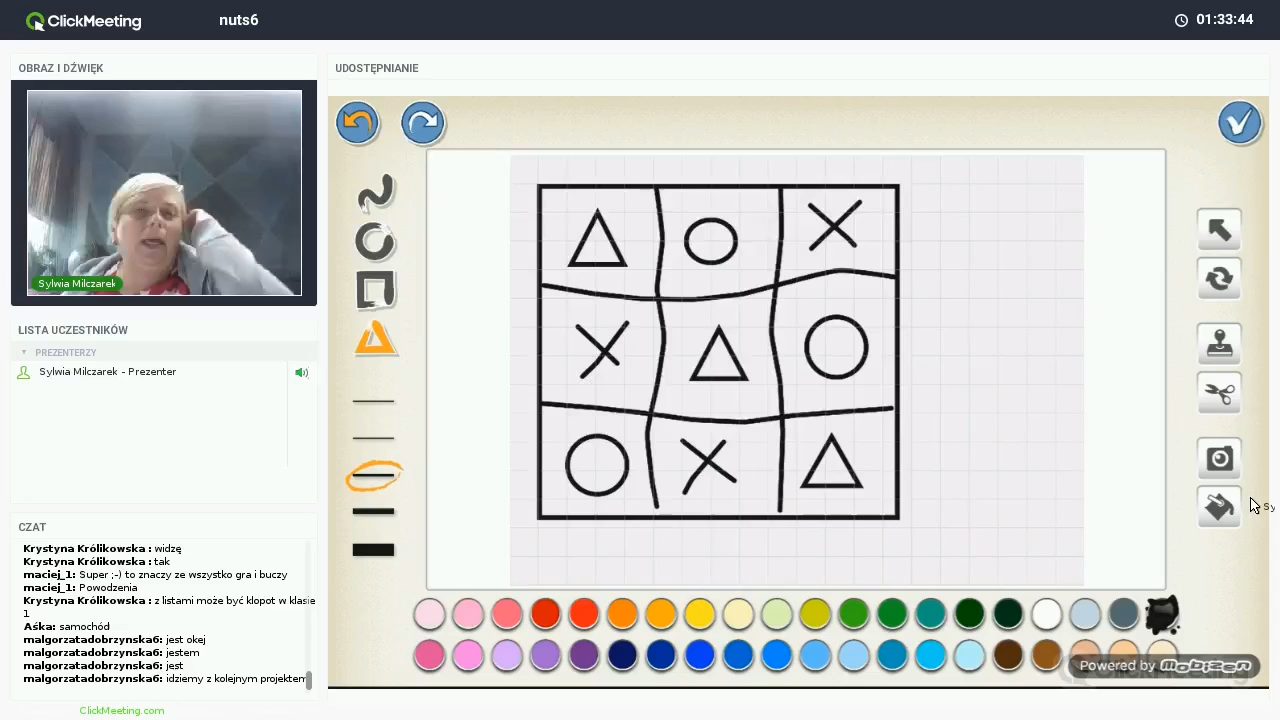 ClickMeeting
nuts6
01:33:44
OBRAZ I DŹWIĘK
UDOSTĘPNIANIE
Sylwia Milczarek
LISTA UCZESTNIKÓW
PREZENTERZY
Sylwia Milczarek - Prezenter
Sy
CZAT
Krystyna Królikowska : widzę
Krystyna Królikowska : tak
maciej_1: Super ;-) to znaczy ze wszystko gra i buczy
maciej_1: Powodzenia
Krystyna Królikowska : z listami może być kłopot w klasie
1
Aśka: samochód
malgorzatadobrzynska6: jest okej
malgorzatadobrzynska6: jestem
malgorzatadobrzynska6: jest
malgorzatadobrzynska6: idziemy z kolejnym projektem
Powered by Mobizen
ClickMeeting
ClickMeeting.com